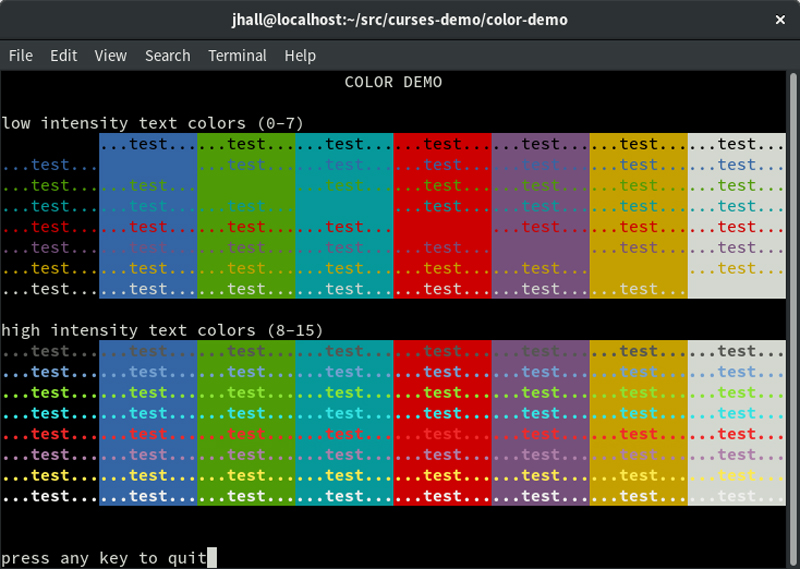 jhall@localhost:~/src/curses-demo/color-demo
File Edit View Search Terminal Help
COLOR DEMO
low intensity text colors (0-7)
...test......test......test......test......test......test......test...
...test...          ...test......test......test......test......test......test...
...test......test...          ...test......test......test......test......test...
...test......test......test...          ...test......test......test......test...
...test......test......test......test...          ...test......test......test...
...test......test......test......test......test...          ...test......test...
...test......test......test......test......test......test...          ...test...
...test......test......test......test......test......test......test...
high intensity text colors (8-15)
...test......test......test......test......test......test......test......test...
...test......test......test......test......test......test......test......test...
...test......test......test......test......test......test......test......test...
...test......test......test......test......test......test......test......test...
...test......test......test......test......test......test......test......test...
...test......test......test......test......test......test......test......test...
...test......test......test......test......test......test......test......test...
...test......test......test......test......test......test......test......test...
press any key to quit